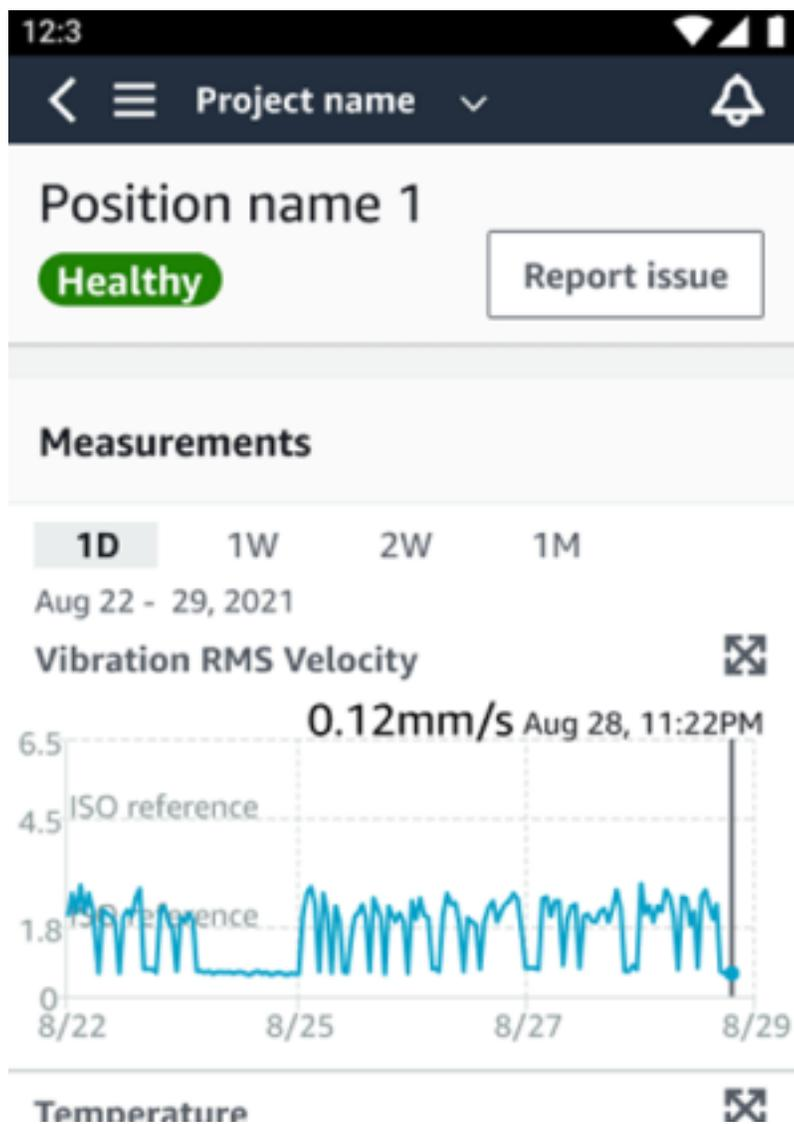 12:3
Project name
Position name 1
Healthy
Report issue
Measurements
1D 1W 2W 1M
Aug 22 - 29, 2021
Vibration RMS Velocity
0.12mm/s Aug 28, 11:22PM
6.5
ISO reference
4.5
ISO reference
1.8
0
8/22 8/25 8/27 8/29
Temperature